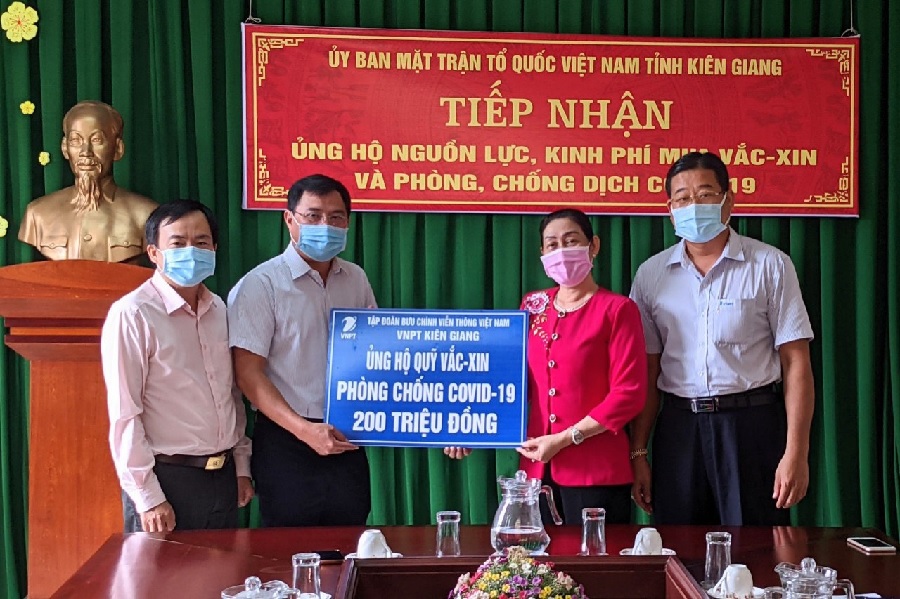 ỦY BAN MẶT TRẬN TỔ QUỐC VIỆT NAM TỈNH KIÊN GIANG
TIẾP NHẬN
ỦNG HỘ NGUỒN LỰC, KINH PHÍ MUA VẮC-XIN
VÀ PHÒNG, CHỐNG DỊCH 19
VNPT
TẬP ĐOÀN BƯU CHÍNH VIỄN THÔNG VIỆT NAM
VNPT KIÊN GIANG
ỦNG HỘ QUỸ VẮC-XIN
PHÒNG CHỐNG COVID-19
200 TRIỆU ĐỒNG